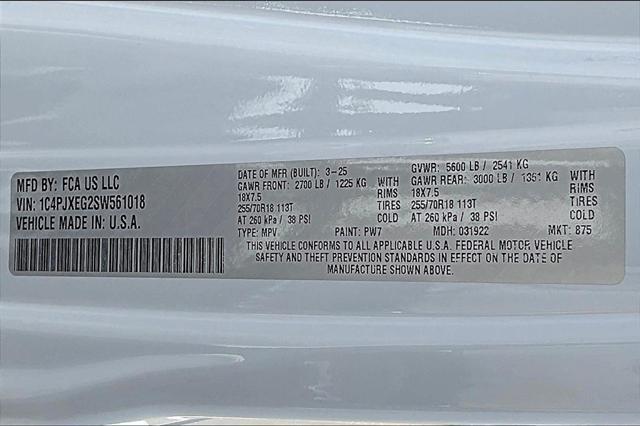 MFD BY: FCA US LLC
VIN: 1C4PJXEG2SW561018
VEHICLE MADE IN: U.S.A.
DATE OF MFR (BUILT): 3-25 GVWR: 5600 LB / 2541 KG
GAWR FRONT: 2700 LB / 1225 KG WITH GAWR REAR: 3000 LB / 1351 KG WITH
18X7.5 RIMS 18X7.5 RIMS
255/70R18 113T TIRES 255/70R18 113T TIRES
AT 260 kPa / 38 PSI COLD AT 260 kPa / 38 PSI COLD
TYPE: MPV PAINT: PW7 MDH: 031922 MKT: 875
THIS VEHICLE CONFORMS TO ALL APPLICABLE U.S.A. FEDERAL MOTOR VEHICLE
SAFETY AND THEFT PREVENTION STANDARDS IN EFFECT ON THE DATE OF
MANUFACTURE SHOWN ABOVE.